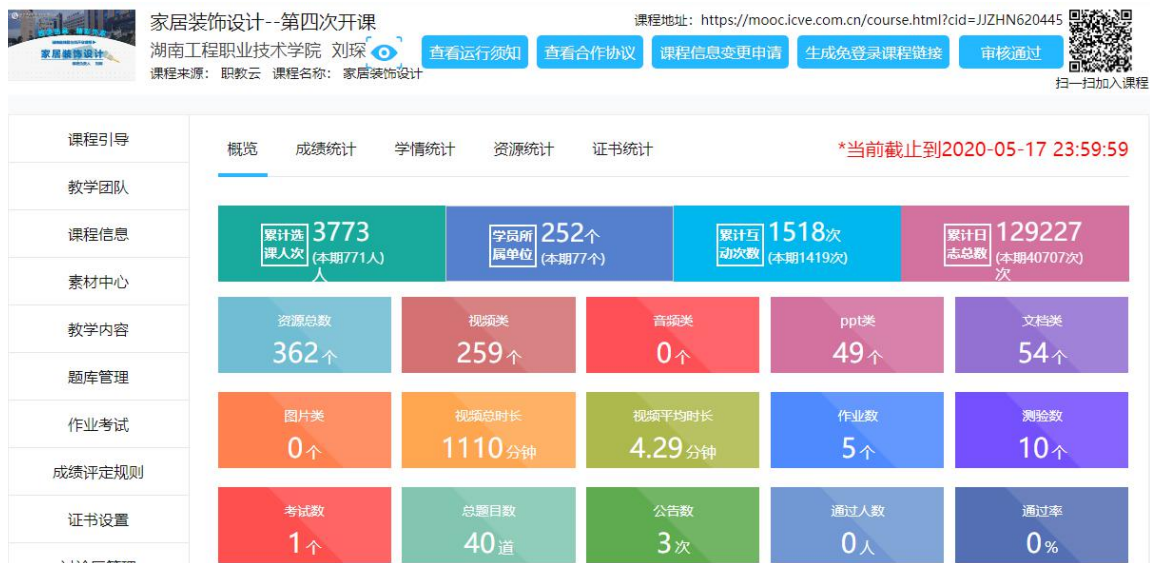 家居装饰设计--第四次开课
课程地址: https://mooc.icve.com.cn/course.html?cid=JJZHN620445
湖南工程职业技术学院 刘琛
查看运行须知
查看合作协议
课程信息变更申请
生成免登录课程链接
审核通过
课程来源: 职教云 课程名称: 家居装饰设计
扫一扫加入课程
家居装饰设计
课程引导
教学团队
课程信息
素材中心
教学内容
题库管理
作业考试
成绩评定规则
证书设置
概览
成绩统计
学情统计
资源统计
证书统计
*当前截止到2020-05-17 23:59:59
累计选课人次
3773
(本期771人)
人
学员所属单位
252个
(本期77个)
累计互动次数
1518次
(本期1419次)
累计日志总数
129227
(本期40707次)
次
资源总数
362个
视频类
259个
音频类
0个
ppt类
49个
文档类
54个
图片类
0个
视频总时长
1110分钟
视频平均时长
4.29分钟
作业数
5个
测验数
10个
考试数
1个
总题目数
40道
公告数
3次
通过人数
0人
通过率
0%